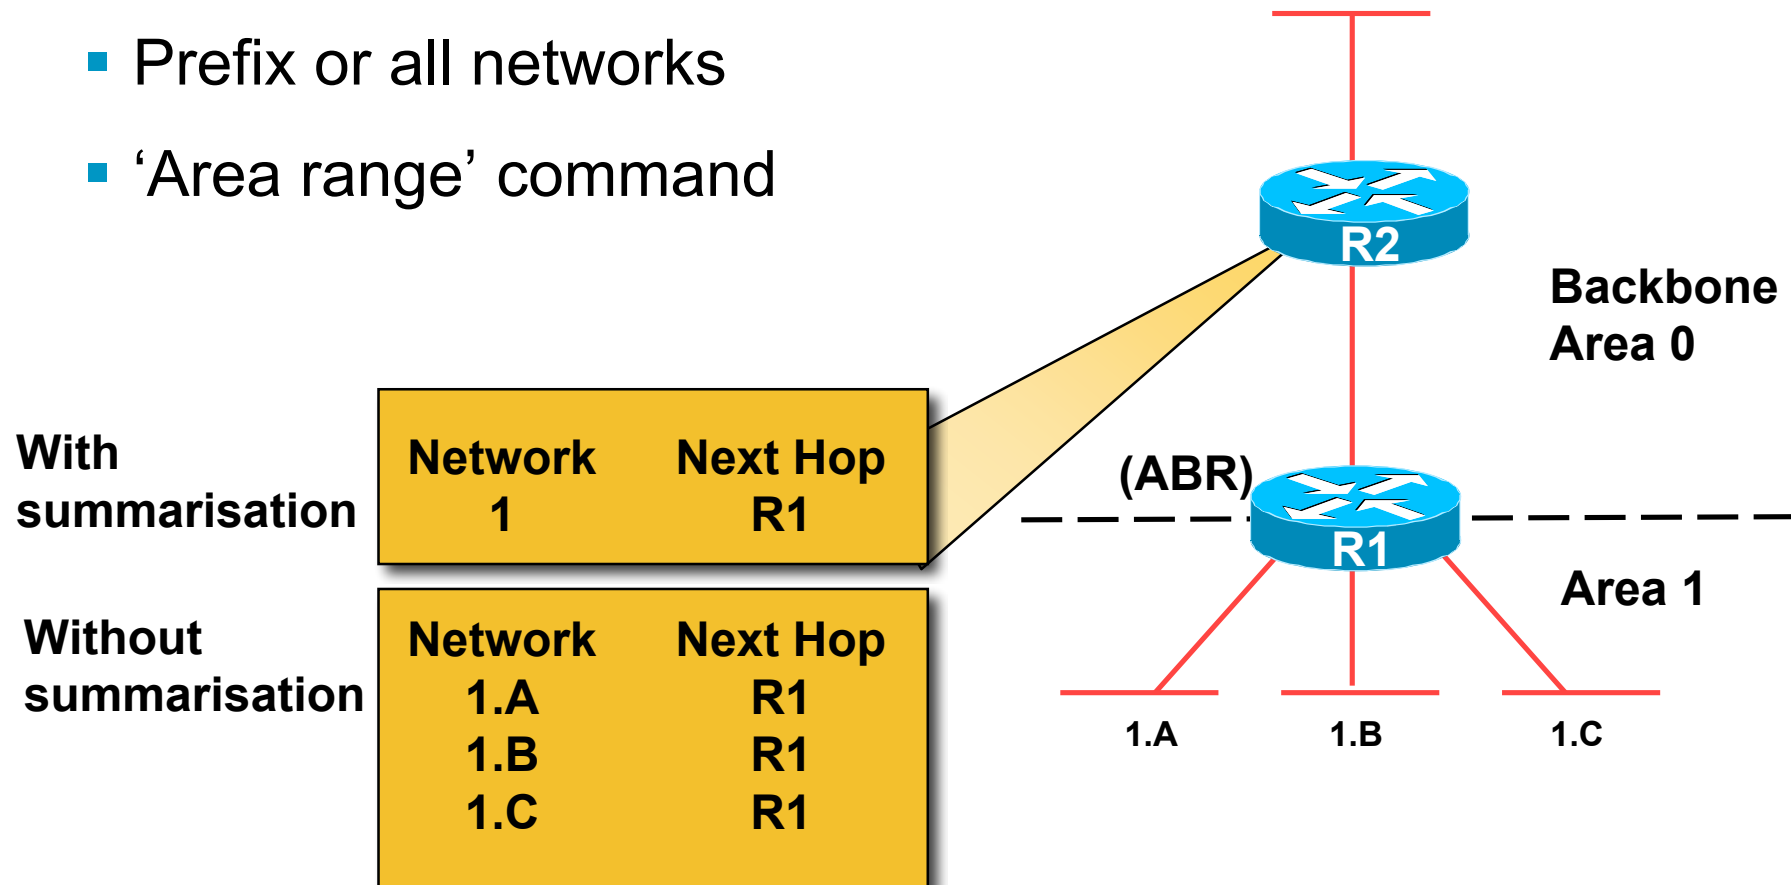 Prefix or all networks
‘Area range’ command
R2
Backbone
Area 0
With
summarisation
Network Next Hop
1 R1
(ABR)
R1
Area 1
Without
summarisation
Network Next Hop
1.A R1
1.B R1
1.C R1
1.A 1.B 1.C